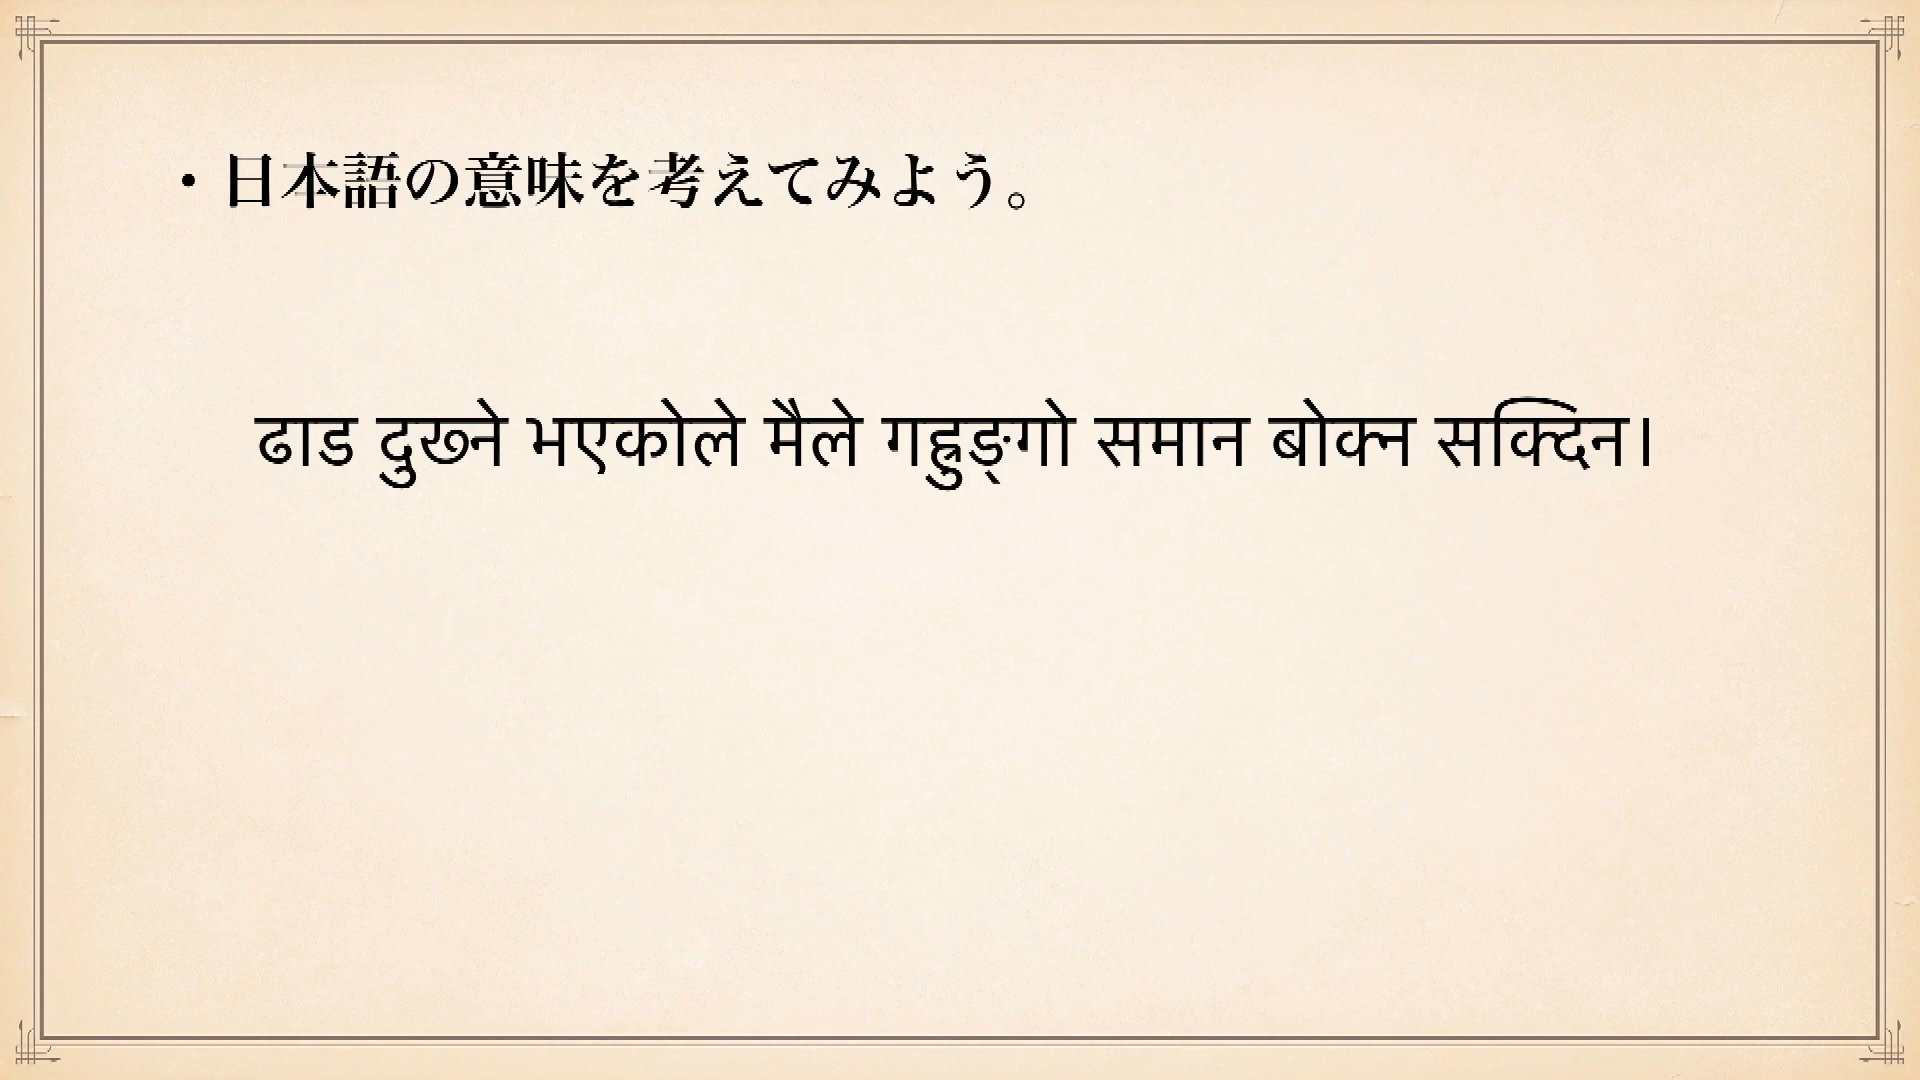 ・日本語の意味を考えてみよう。
ढाड दुख्ने भएकोले मैले गह्रुङ्गो समान बोक्न सक्दिन।